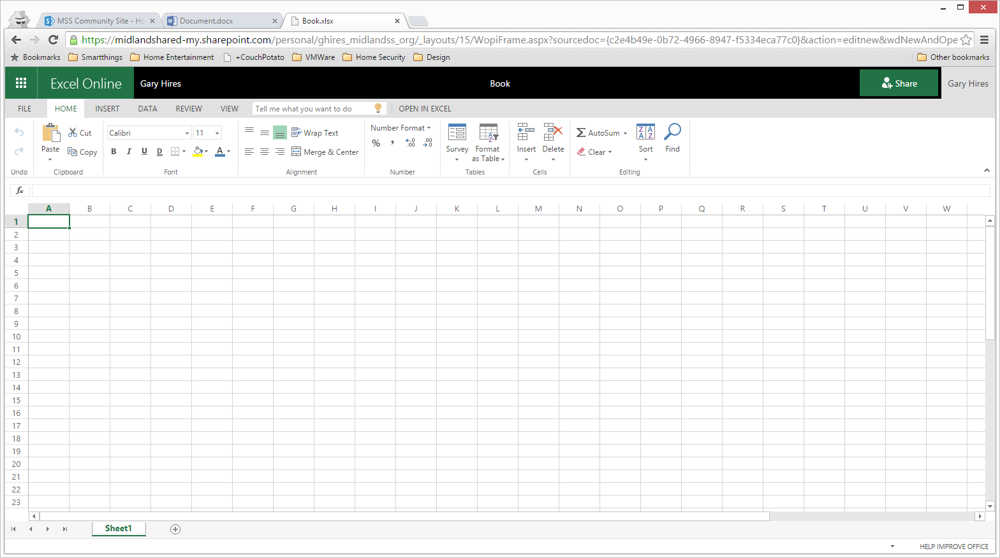 MSS Community Site - Ho
Document.docx
Book.xlsx
https://midlandshared-my.sharepoint.com/personal/ghires_midlandss_org/_layouts/15/WopiFrame.aspx?sourcedoc={c2e4b49e-0b72-4966-8947-f5334eca77c0}&action=editnew&wdNewAndOpe
Bookmarks Smartthings Home Entertainment +CouchPotato VMWare Home Security Design Other bookmarks
Excel Online Gary Hires Book Share Gary Hires
FILE HOME INSERT DATA REVIEW VIEW Tell me what you want to do OPEN IN EXCEL
Cut Calibri 11 Wrap Text Number Format AutoSum
Paste Copy B I U D A Merge & Center % , .00 .00 Survey Format as Table Insert Delete Clear Sort Find
Undo Clipboard Font Alignment Number Tables Cells Editing
fx
A B C D E F G H I J K L M N O P Q R S T U V W
1
2
3
4
5
6
7
8
9
10
11
12
13
14
15
16
17
18
19
20
21
22
23
Sheet1
HELP IMPROVE OFFICE